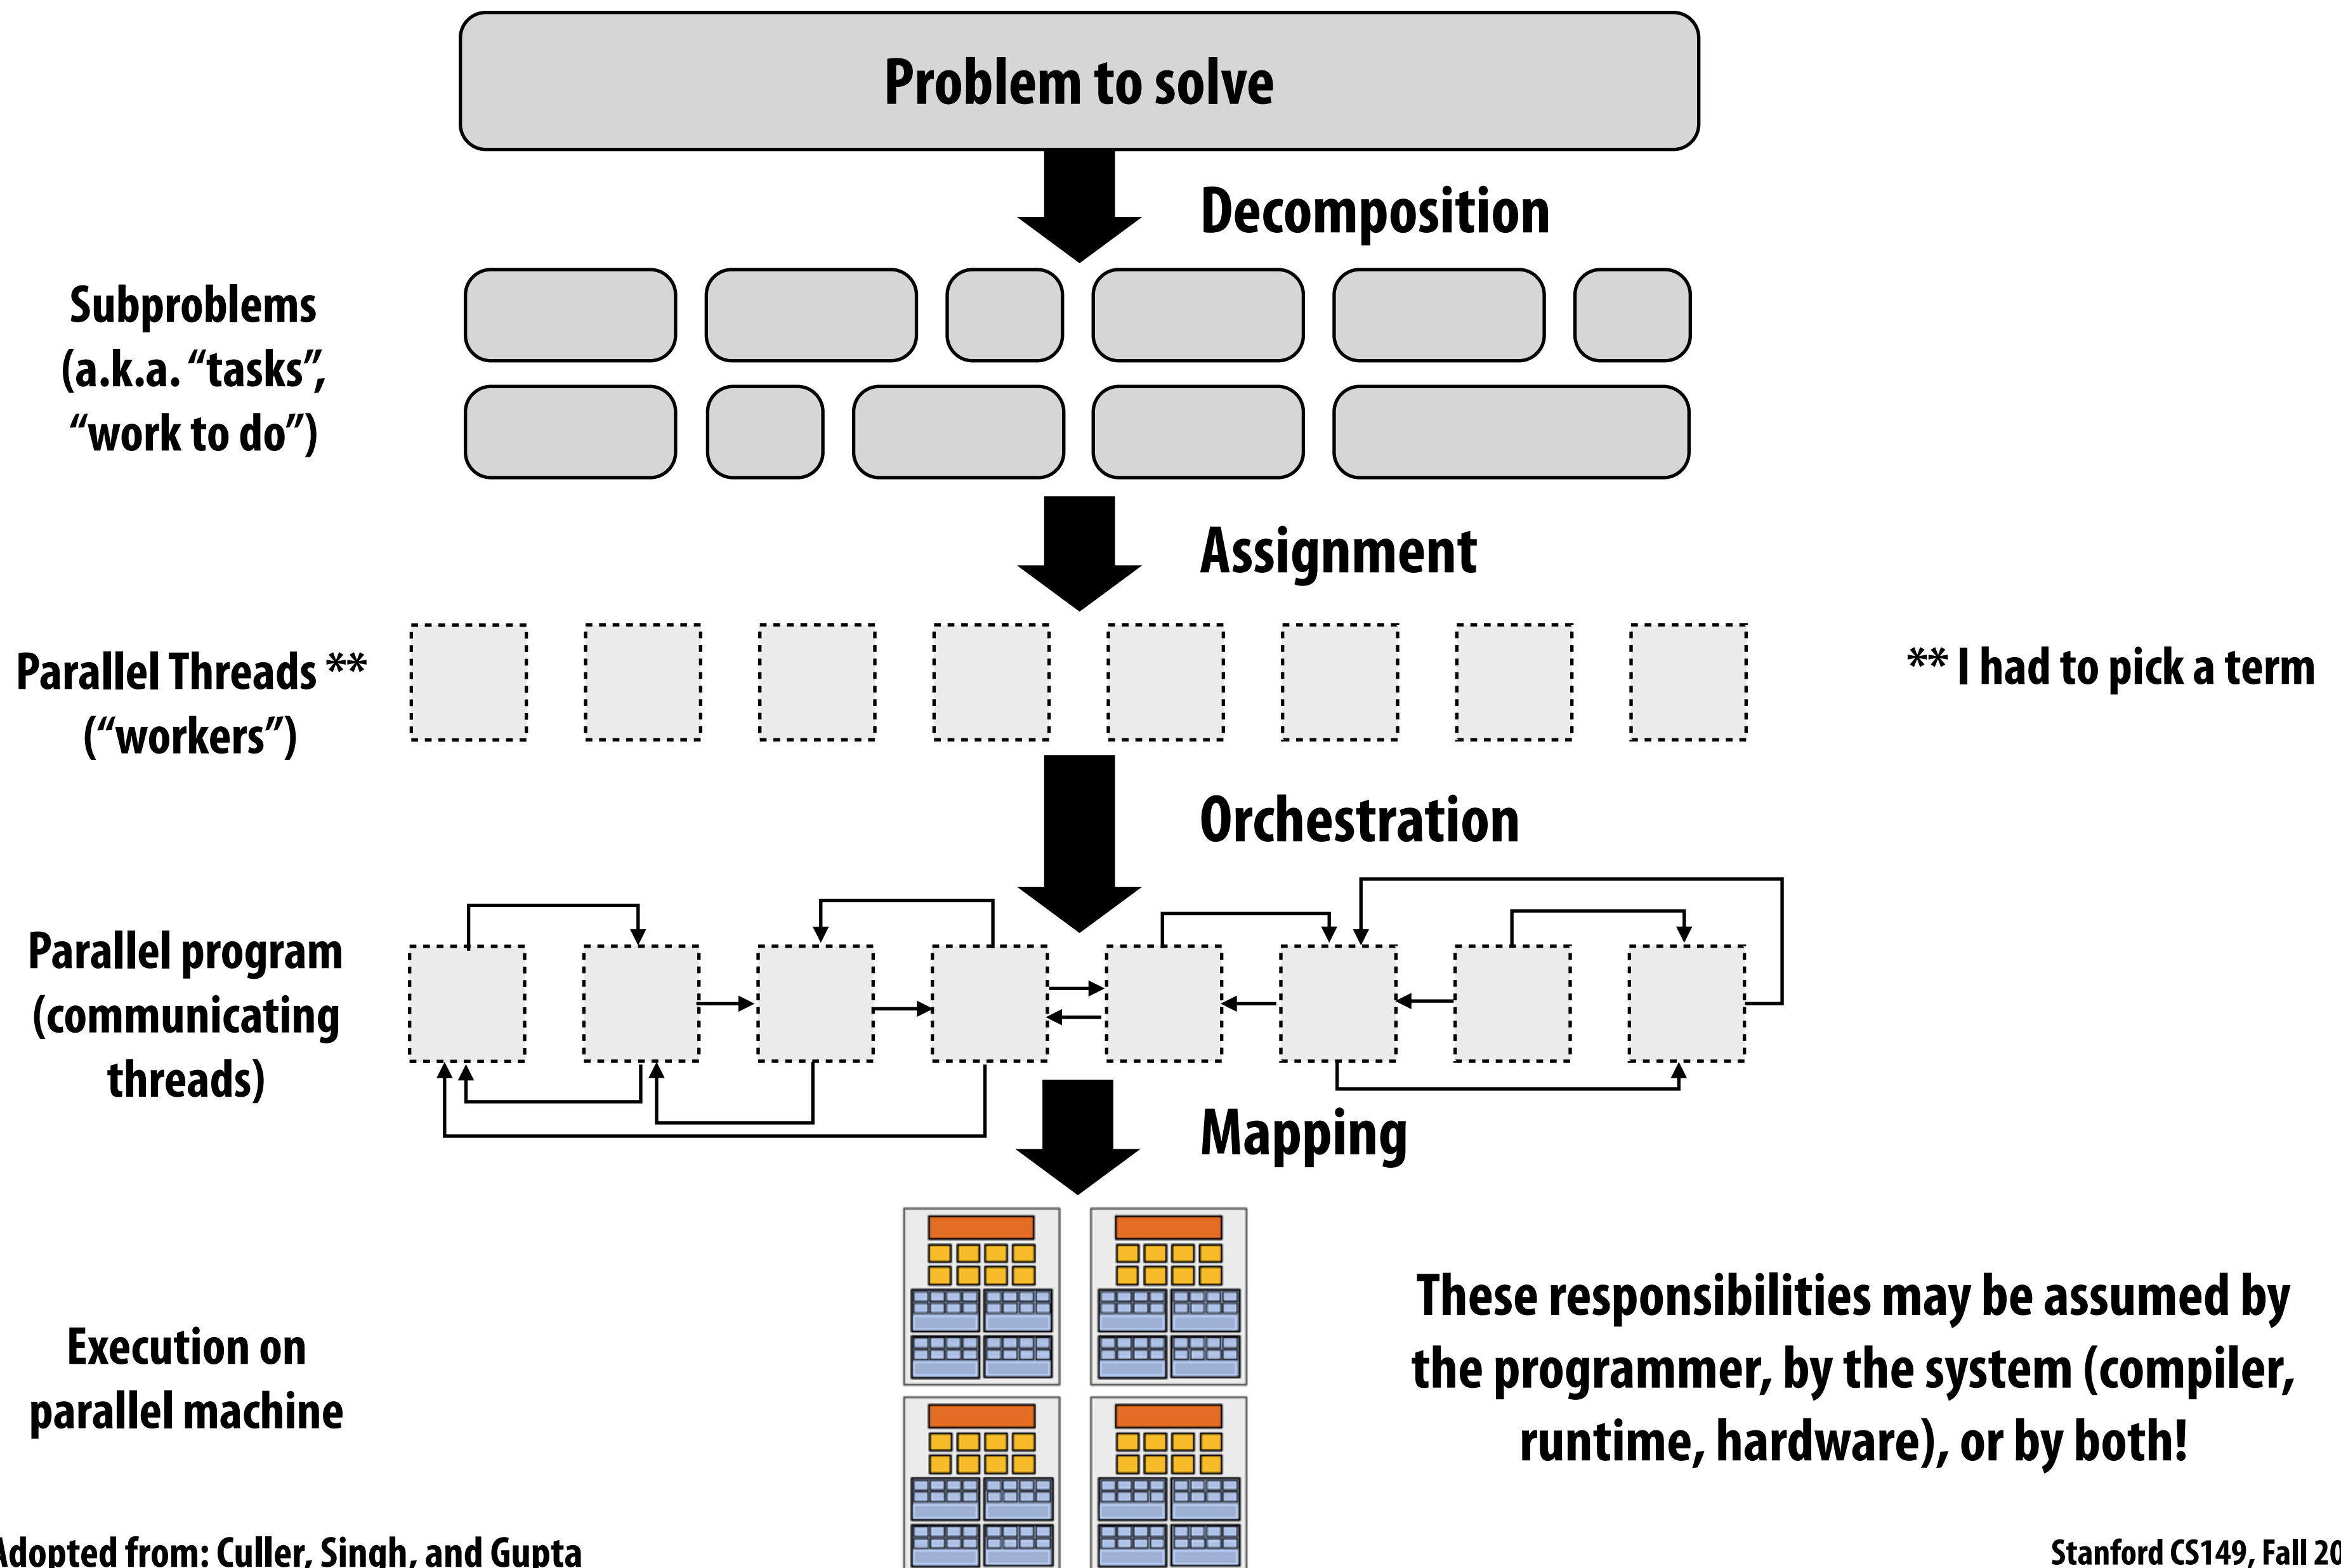 Problem to solve
Decomposition
Subproblems
(a.k.a. “tasks”,
“work to do”)
Assignment
Parallel Threads **
(“workers”)
** I had to pick a term
Orchestration
Parallel program
(communicating
threads)
Mapping
Execution on
parallel machine
These responsibilities may be assumed by
the programmer, by the system (compiler,
runtime, hardware), or by both!
Adopted from: Culler, Singh, and Gupta
Stanford CS149, Fall 20